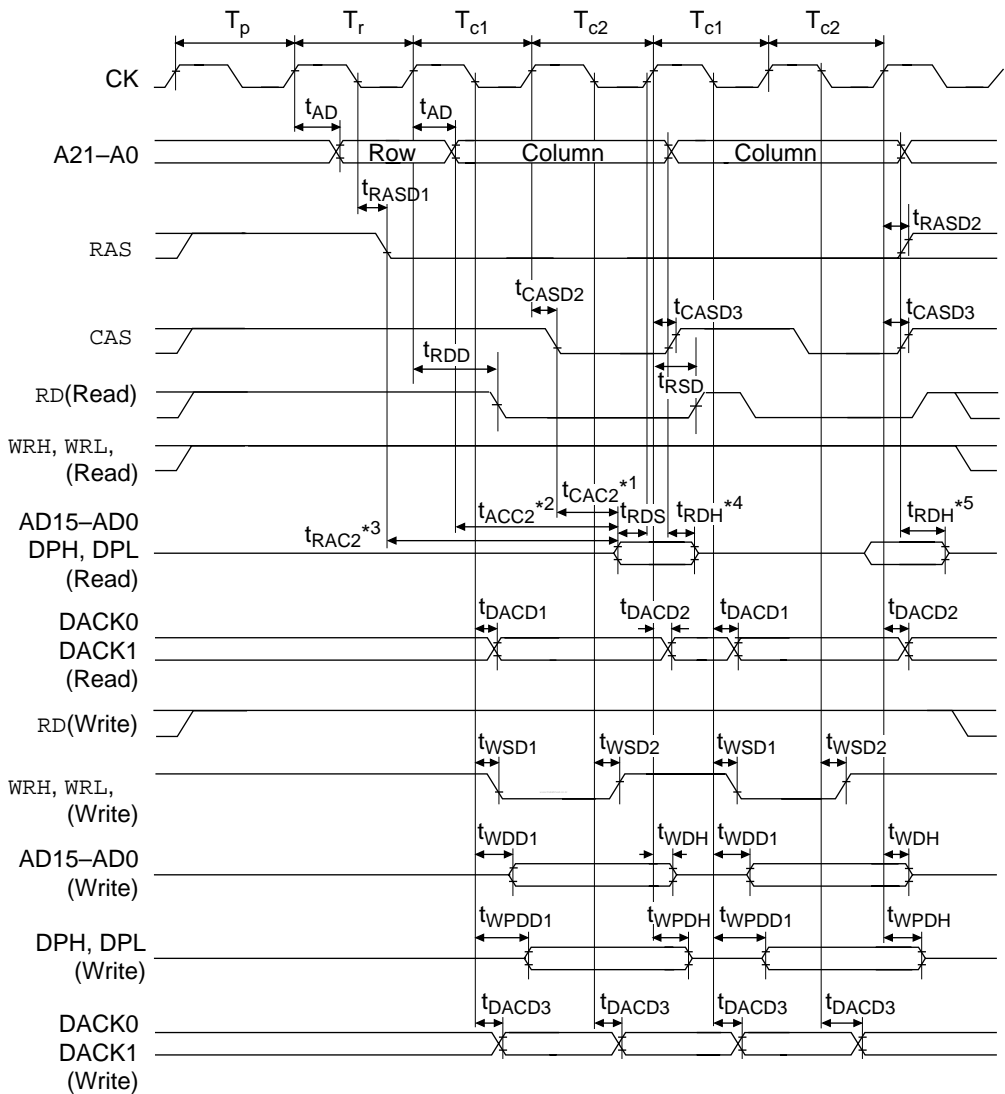 Tp Tr Tc1 Tc2 Tc1 Tc2
CK
tAD tAD
A21–A0 Row Column Column
tRASD1 tRASD2
RAS
tCASD2 tCASD3 tCASD3
CAS
tRDD tRSD
RD(Read)
WRH, WRL,
(Read)
tCAC2*1
AD15–AD0 tACC2*2 tRDS tRDH*4 tRDH*5
DPH, DPL tRAC2*3
(Read)
DACK0 tDACD1 tDACD2 tDACD1 tDACD2
DACK1
(Read)
RD(Write)
tWSD1 tWSD2 tWSD1 tWSD2
WRH, WRL,
(Write)
tWDD1 tWDH tWDD1 tWDH
AD15–AD0
(Write)
tWPDD1 tWPDH tWPDD1 tWPDH
DPH, DPL
(Write)
tDACD3 tDACD3 tDACD3 tDACD3
DACK0
DACK1
(Write)